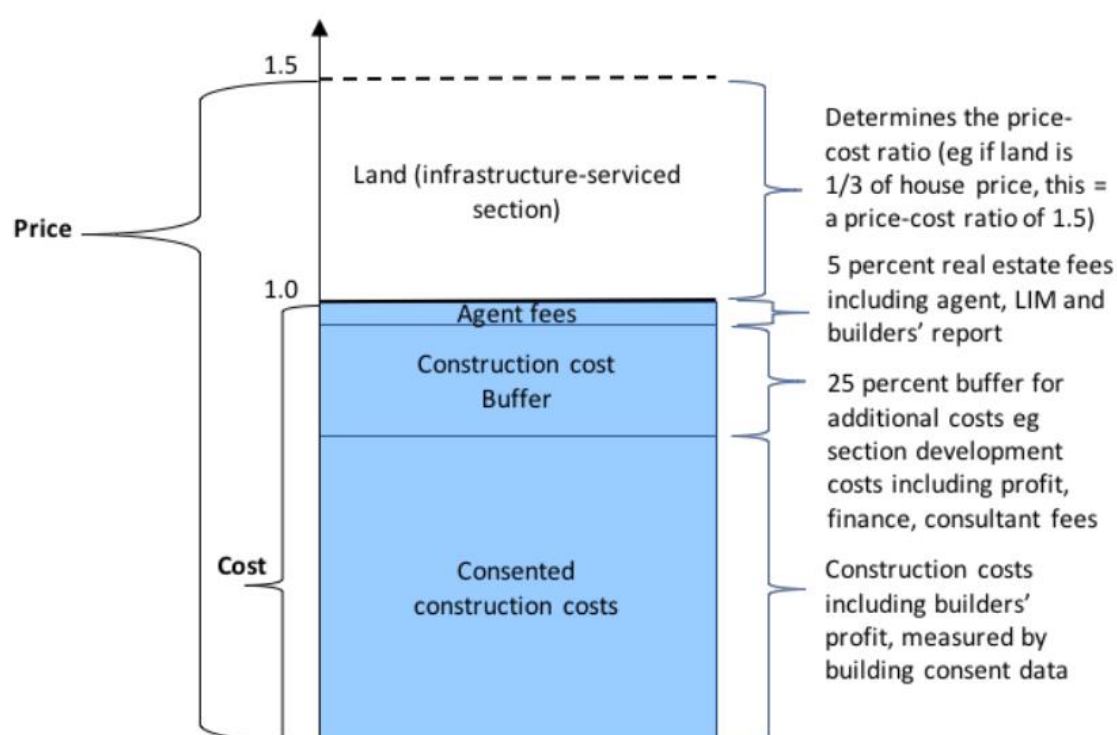 1.5
Land (infrastructure-serviced
section)
Price
1.0
Agent fees
Construction cost
Buffer
Cost
Consented
construction costs
Determines the price-
cost ratio (eg if land is
1/3 of house price, this =
a price-cost ratio of 1.5)
5 percent real estate fees
including agent, LIM and
builders’ report
25 percent buffer for
additional costs eg
section development
costs including profit,
finance, consultant fees
Construction costs
including builders’
profit, measured by
building consent data